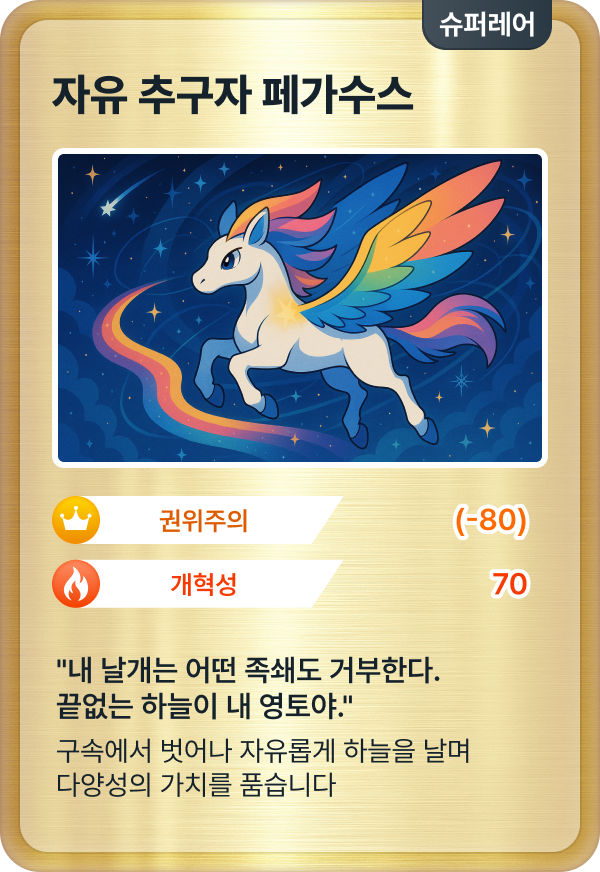 슈퍼레어
자유 추구자 페가수스
권위주의 (-80)
개혁성 70
"내 날개는 어떤 족쇄도 거부한다.
끝없는 하늘이 내 영토야."
구속에서 벗어나 자유롭게 하늘을 날며
다양성의 가치를 품습니다